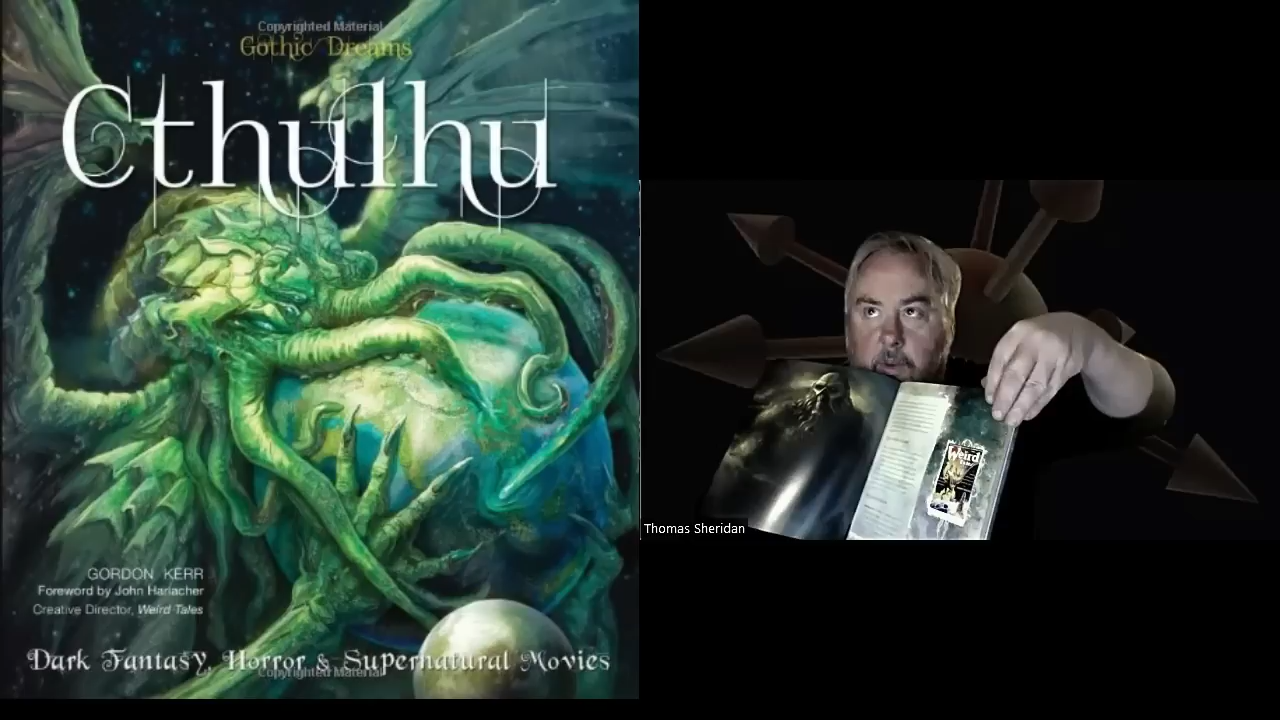 Copyrighted Material
Gothic Dreams
Cthulhu
GORDON KERR
Foreword by John Harlacher
Creative Director, Weird Tales
Dark Fantasy, Horror & Supernatural Movies
Copyrighted Material
Weird
Thomas Sheridan